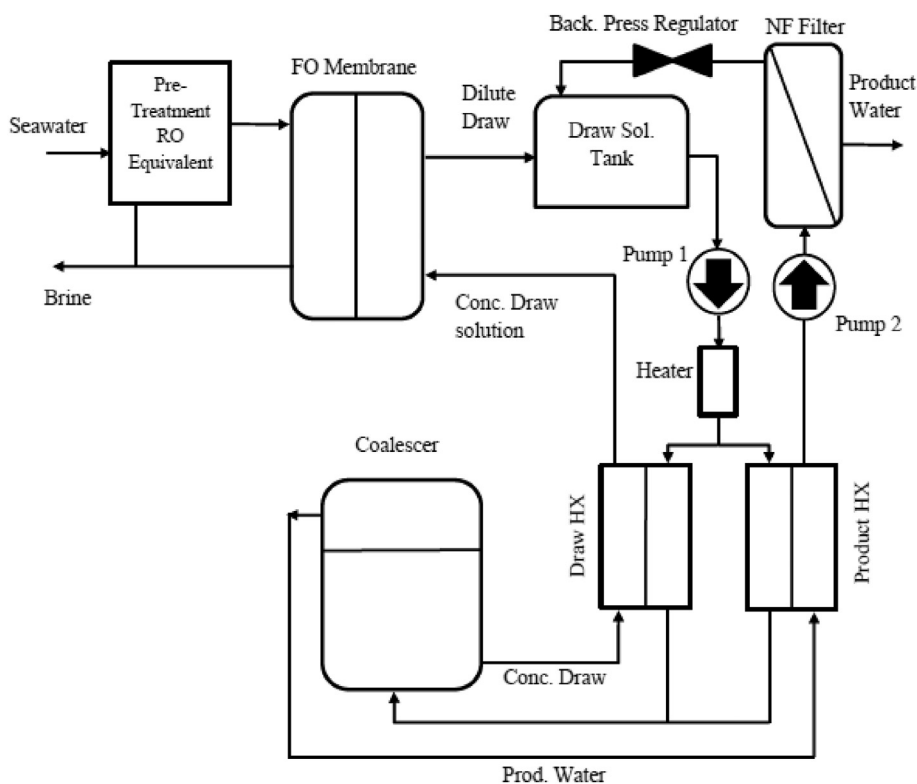 Back. Press Regulator
NF Filter
FO Membrane
Pre-
Treatment
RO
Equivalent
Seawater
Dilute
Draw
Draw Sol.
Tank
Product
Water
Brine
Conc. Draw
solution
Pump 1
Pump 2
Heater
Coalescer
Draw HX
Product HX
Conc. Draw
Prod. Water